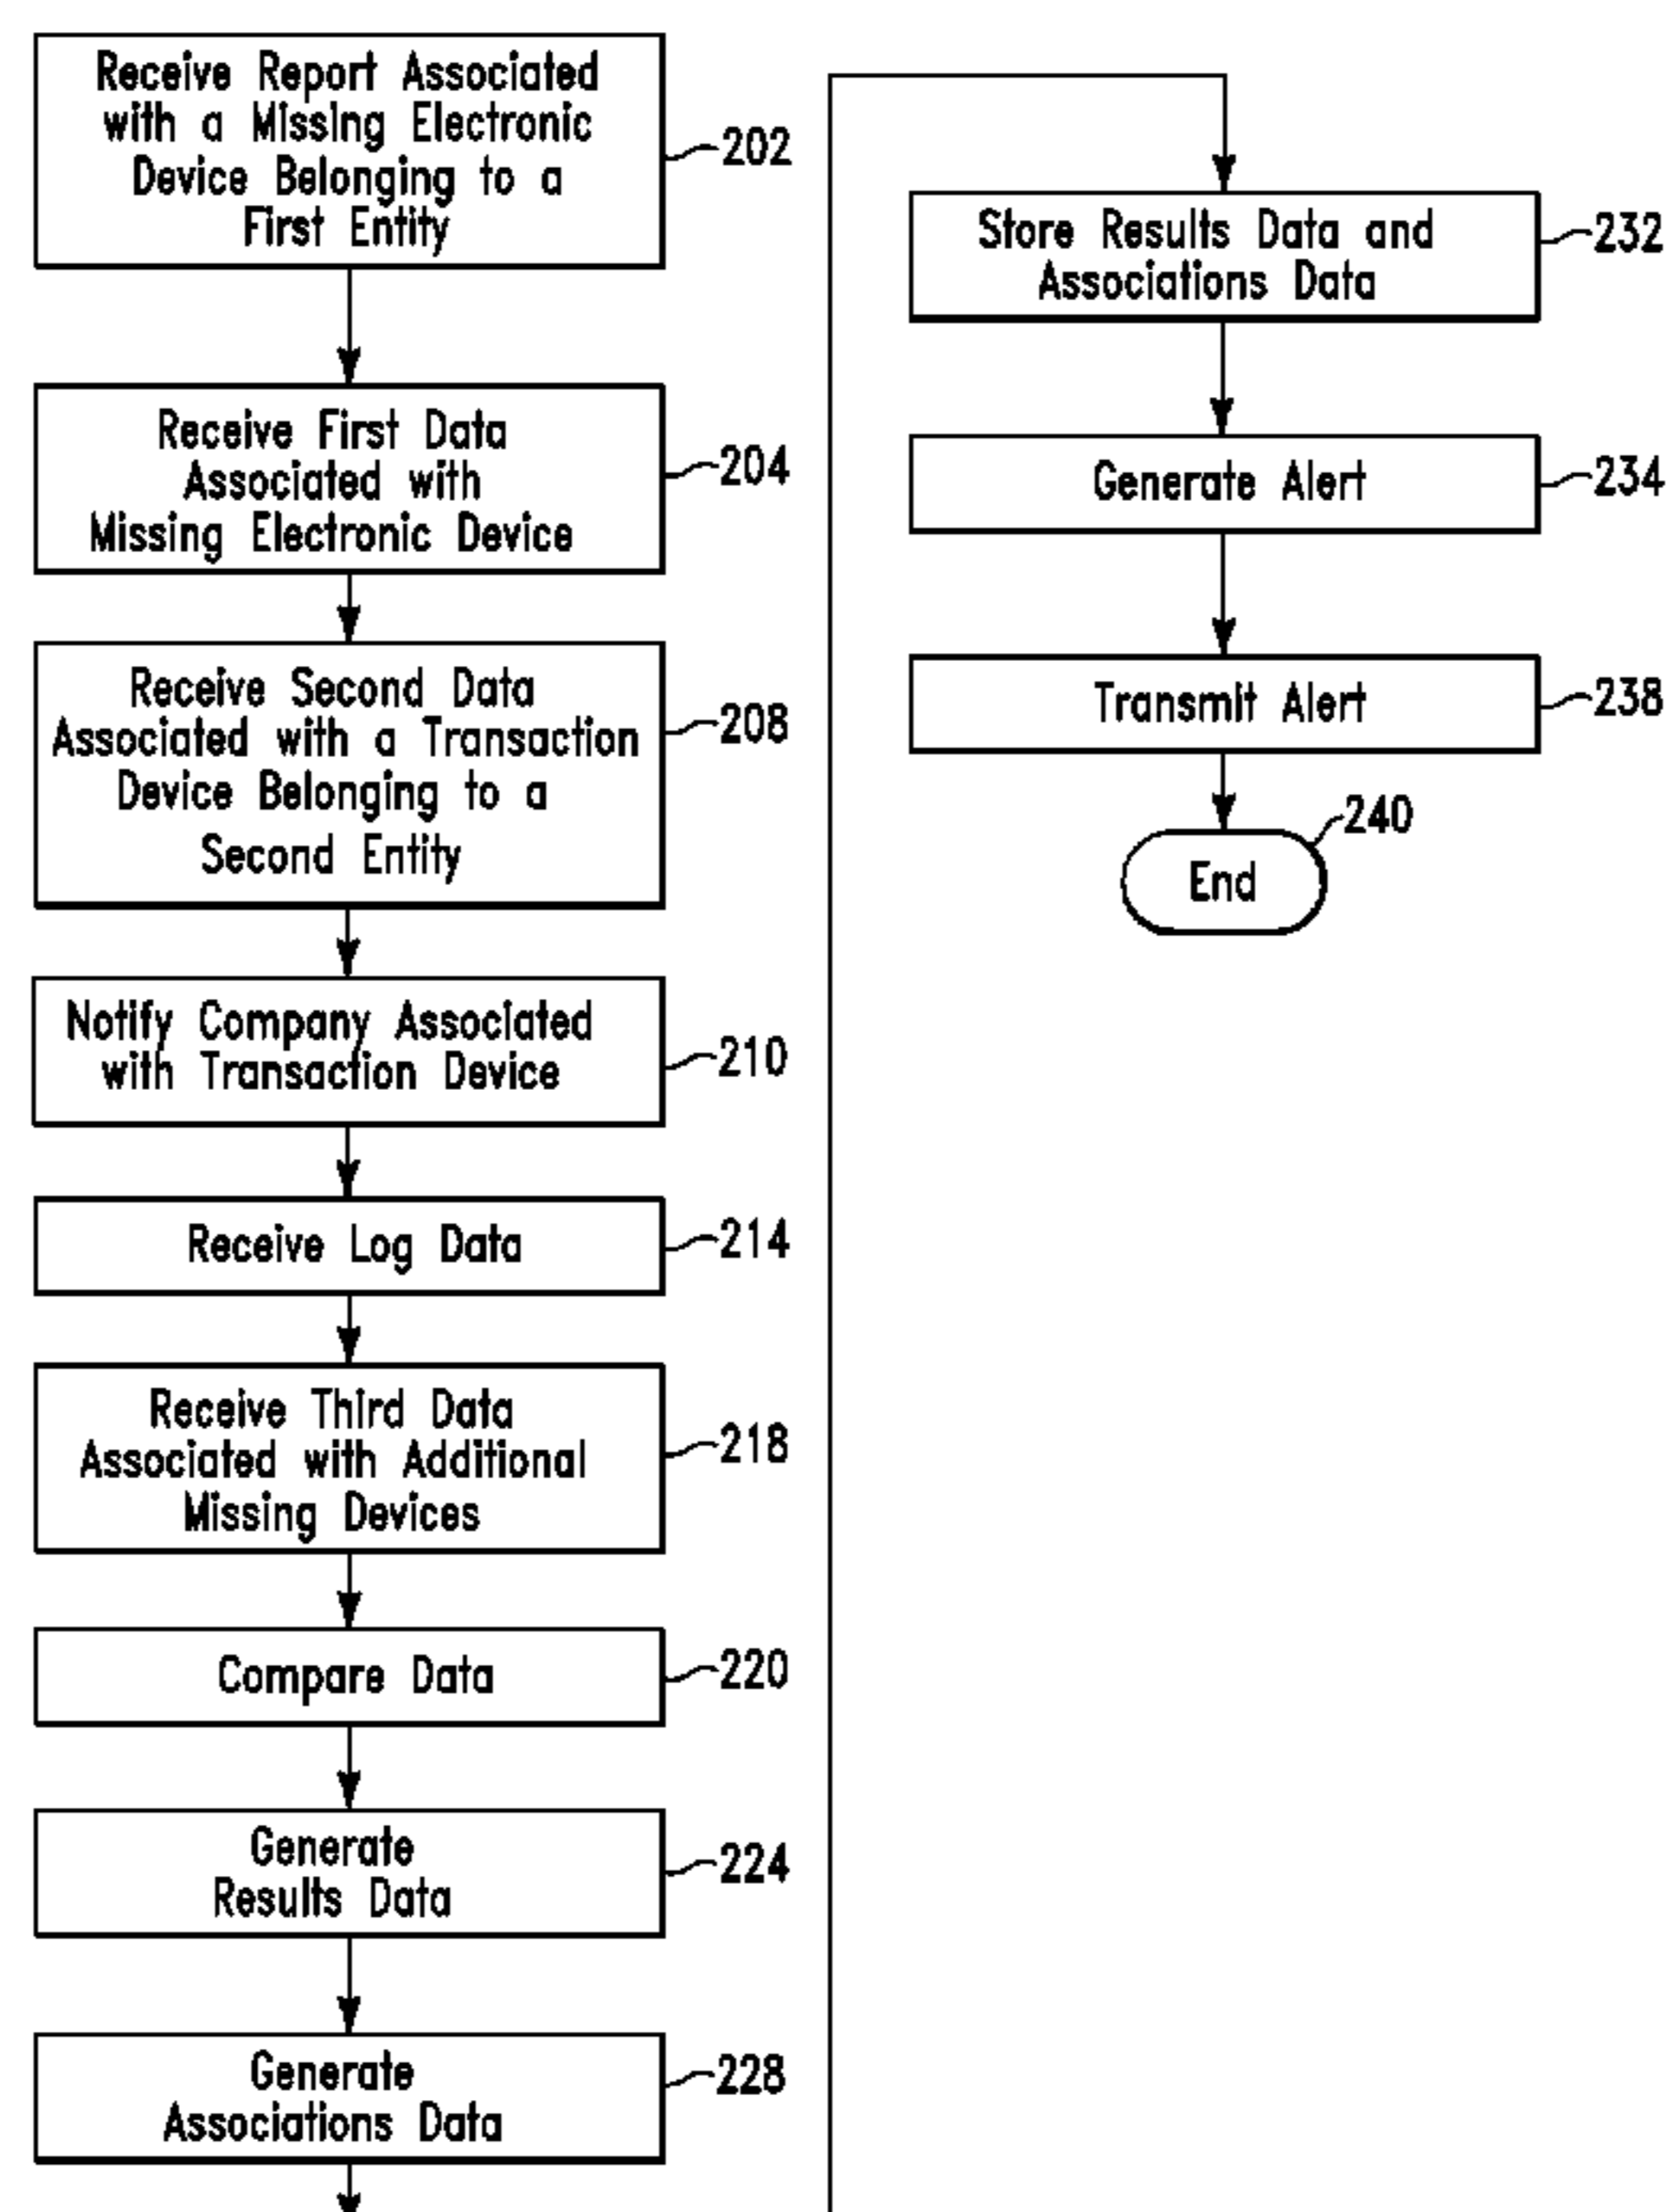 Receive Report Associated
with a Missing Electronic
Device Belonging to a
First Entity
202
Receive First Data
Associated with
Missing Electronic Device
204
Receive Second Data
Associated with a Transaction
Device Belonging to a
Second Entity
208
Notify Company Associated
with Transaction Device
210
Receive Log Data
214
Receive Third Data
Associated with Additional
Missing Devices
218
Compare Data
220
Generate
Results Data
224
Generate
Associations Data
228
Store Results Data and
Associations Data
232
Generate Alert
234
Transmit Alert
238
240
End